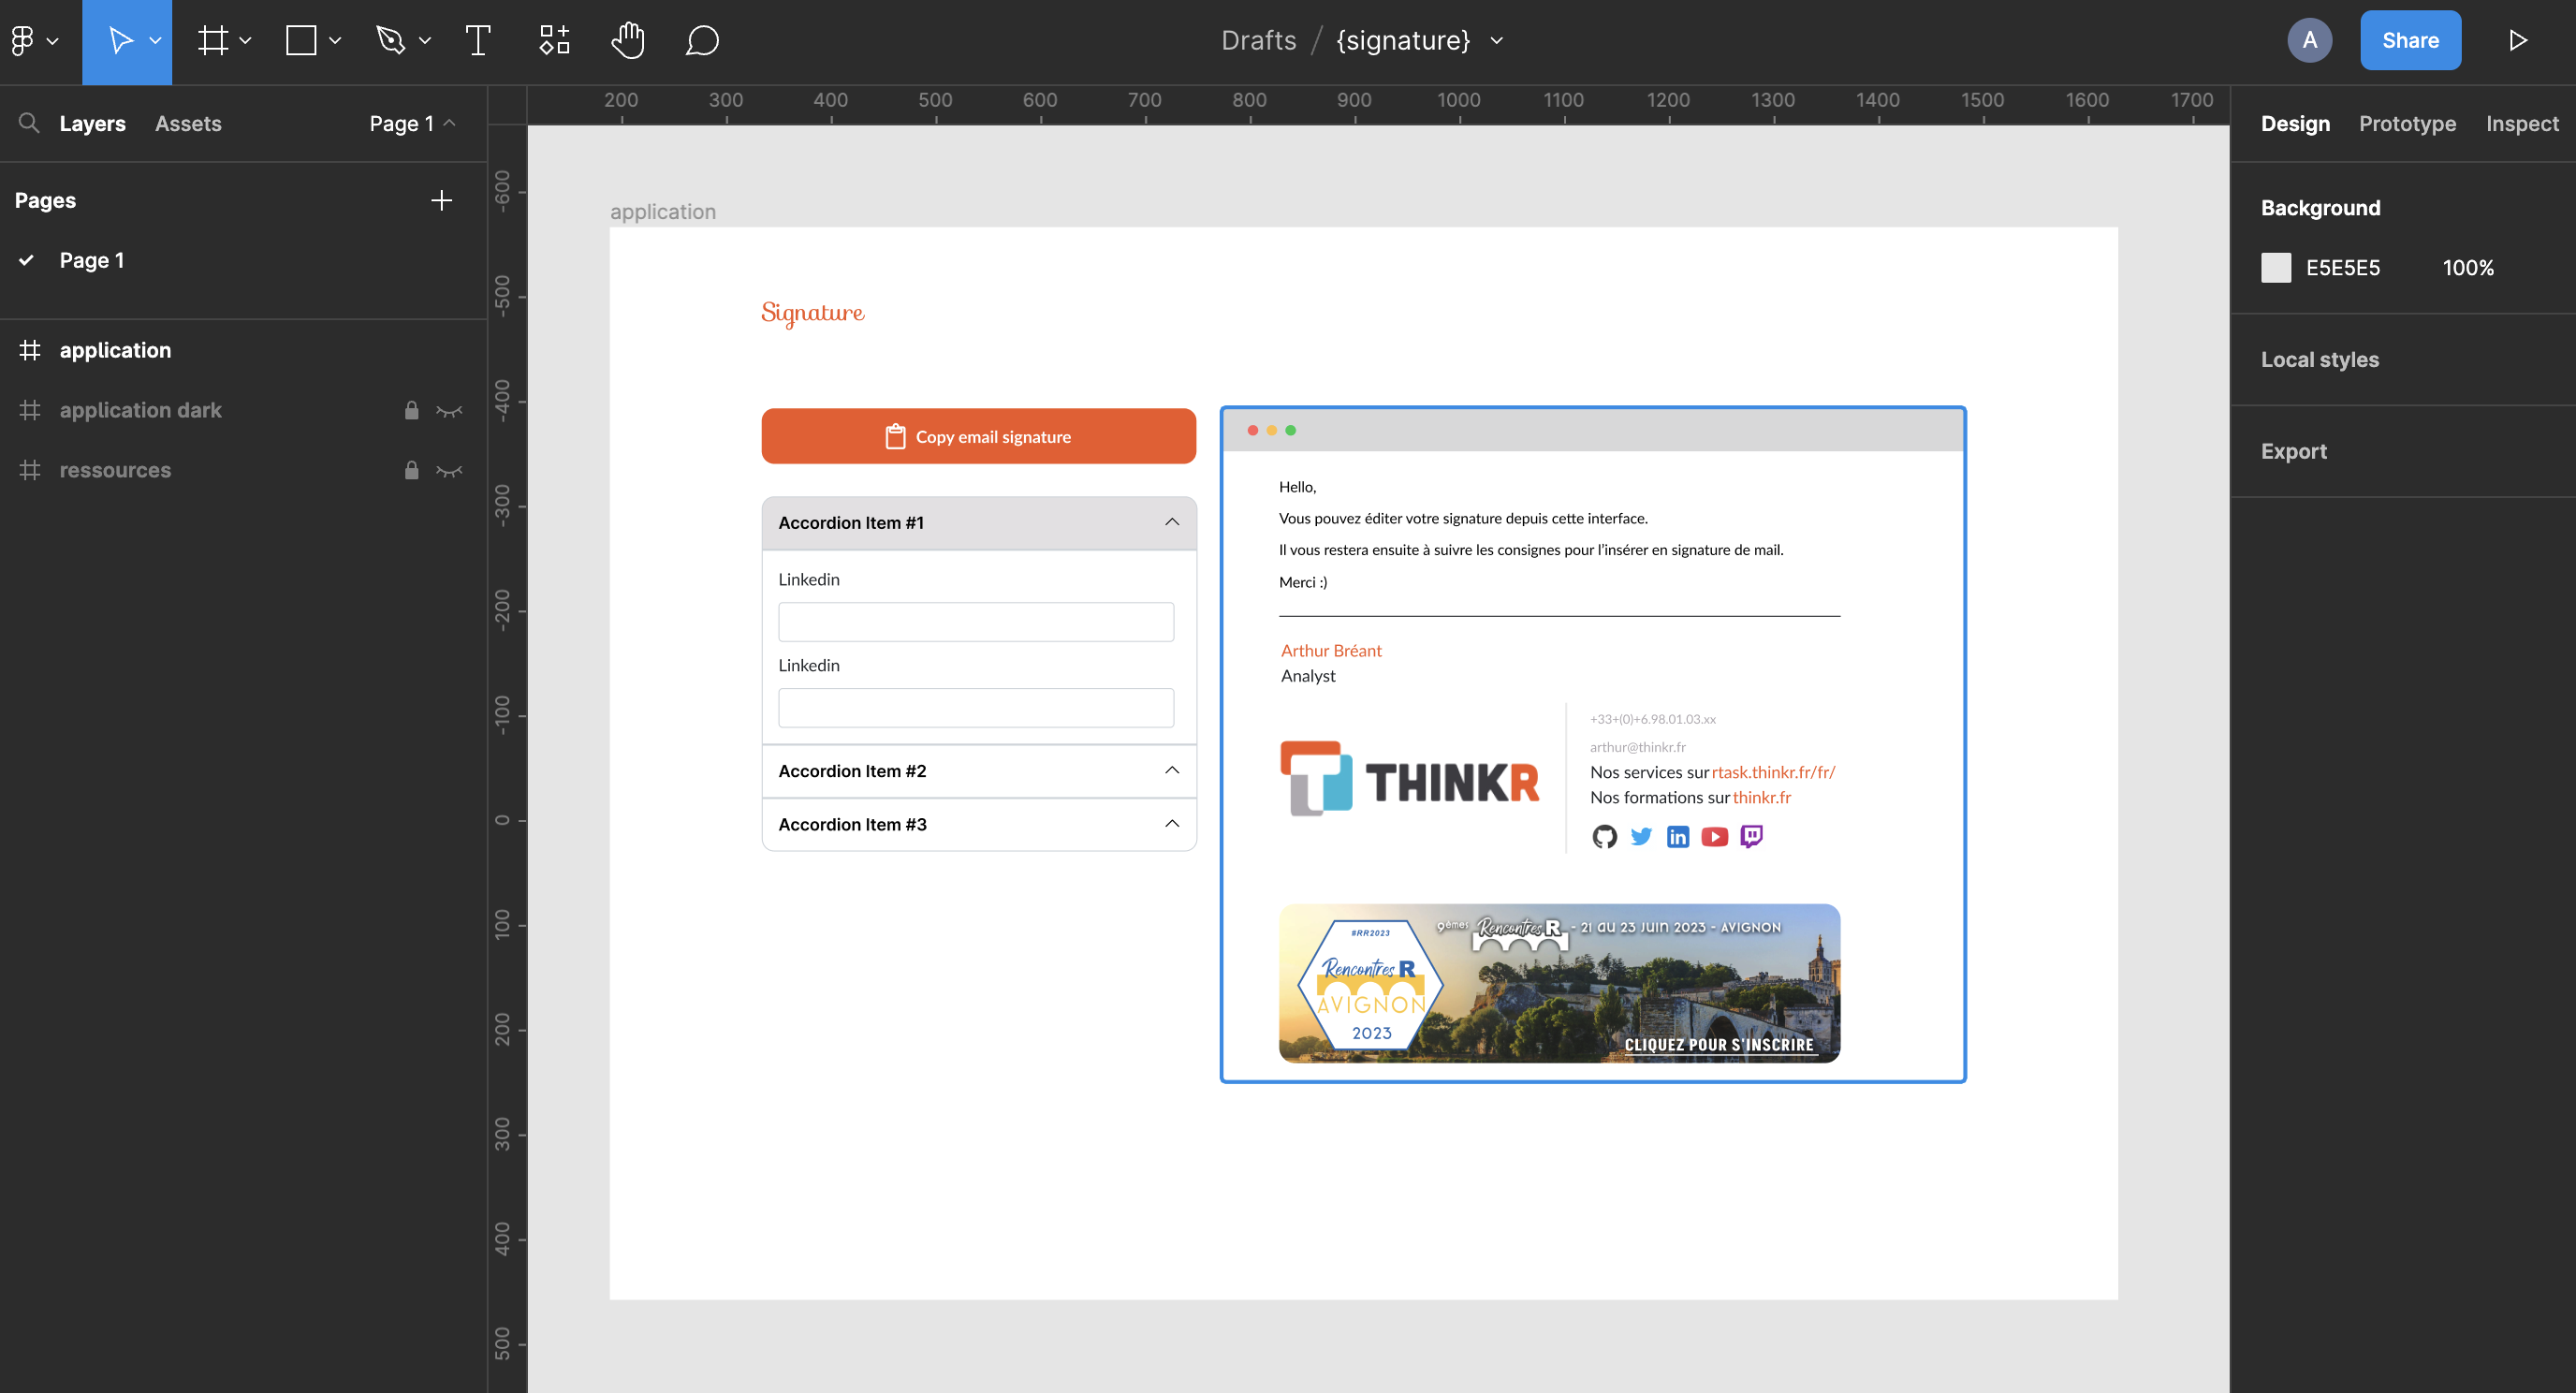 Drafts / {signature}
A
Share
Layers
Assets
Page 1
200 300 400 500 600 700 800 900 1000 1100 1200 1300 1400 1500 1600 1700
Design
Prototype
Inspect
Pages
Page 1
application
application dark
ressources
-600
-500
-400
-300
-200
-100
0
100
200
300
400
500
application
Signature
Copy email signature
Accordion Item #1
Linkedin
Linkedin
Accordion Item #2
Accordion Item #3
Hello,
Vous pouvez éditer votre signature depuis cette interface.
Il vous restera ensuite à suivre les consignes pour l'insérer en signature de mail.
Merci :)
Arthur Bréant
Analyst
THINKR
+33+(0)+6.98.01.03.xx
arthur@thinkr.fr
Nos services sur rtask.thinkr.fr/fr/
Nos formations sur thinkr.fr
in
#RR2023
Rencontres R
AVIGNON
2023
9èmes Rencontres R - 21 au 23 Juin 2023 - AVIGNON
CLIQUEZ POUR S'INSCRIRE
Background
E5E5E5 100%
Local styles
Export